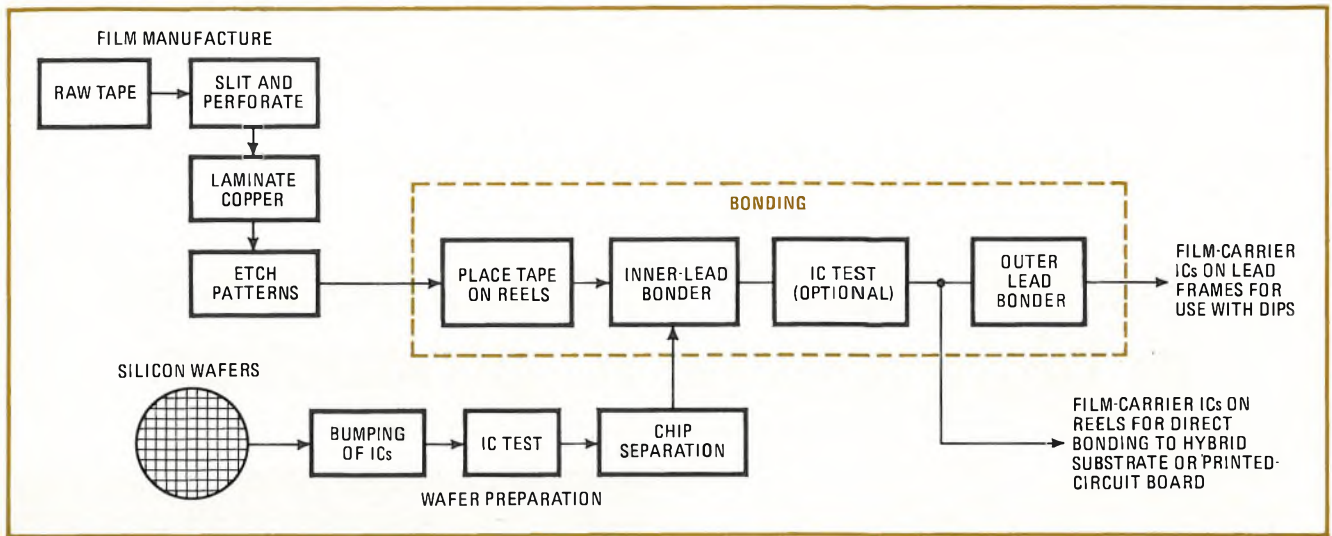 FILM MANUFACTURE
RAW TAPE
SLIT AND
PERFORATE
LAMINATE
COPPER
ETCH
PATTERNS
BONDING
PLACE TAPE
ON REELS
INNER-LEAD
BONDER
IC TEST
(OPTIONAL)
OUTER
LEAD
BONDER
FILM-CARRIER
ICs ON LEAD
FRAMES FOR
USE WITH DIPS
SILICON WAFERS
BUMPING
OF ICs
IC TEST
CHIP
SEPARATION
WAFER PREPARATION
FILM-CARRIER ICs ON
REELS FOR DIRECT
BONDING TO HYBRID
SUBSTRATE OR PRINTED-
CIRCUIT BOARD